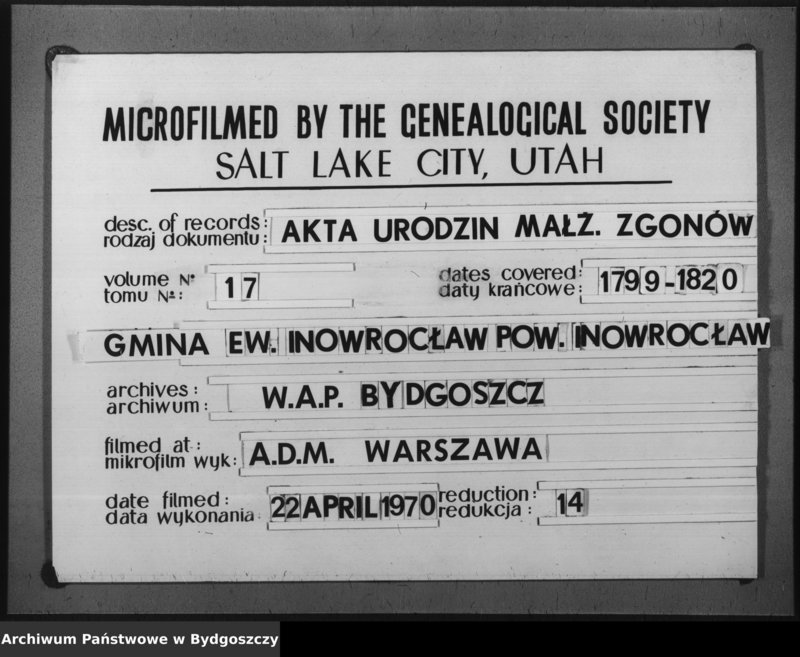 MICROFILMED BY THE GENEALOGICAL SOCIETY
SALT LAKE CITY, UTAH
desc. of records:
rodzaj dokumentu: AKTA URODZIN MAŁŻ. ZGONÓW
volume Nº
tomu Nº: 17
dates covered:
daty krańcowe: 1799-1820
GMINA EW. INOWROCŁAW POW. INOWROCŁAW
archives:
archiwum: W.A.P. BYDGOSZCZ
filmed at:
mikrofilm wyk: A.D.M. WARSZAWA
date filmed:
data wykonania 22 APRIL 1970
reduction:
redukcja: 14
Archiwum Państwowe w Bydgoszczy